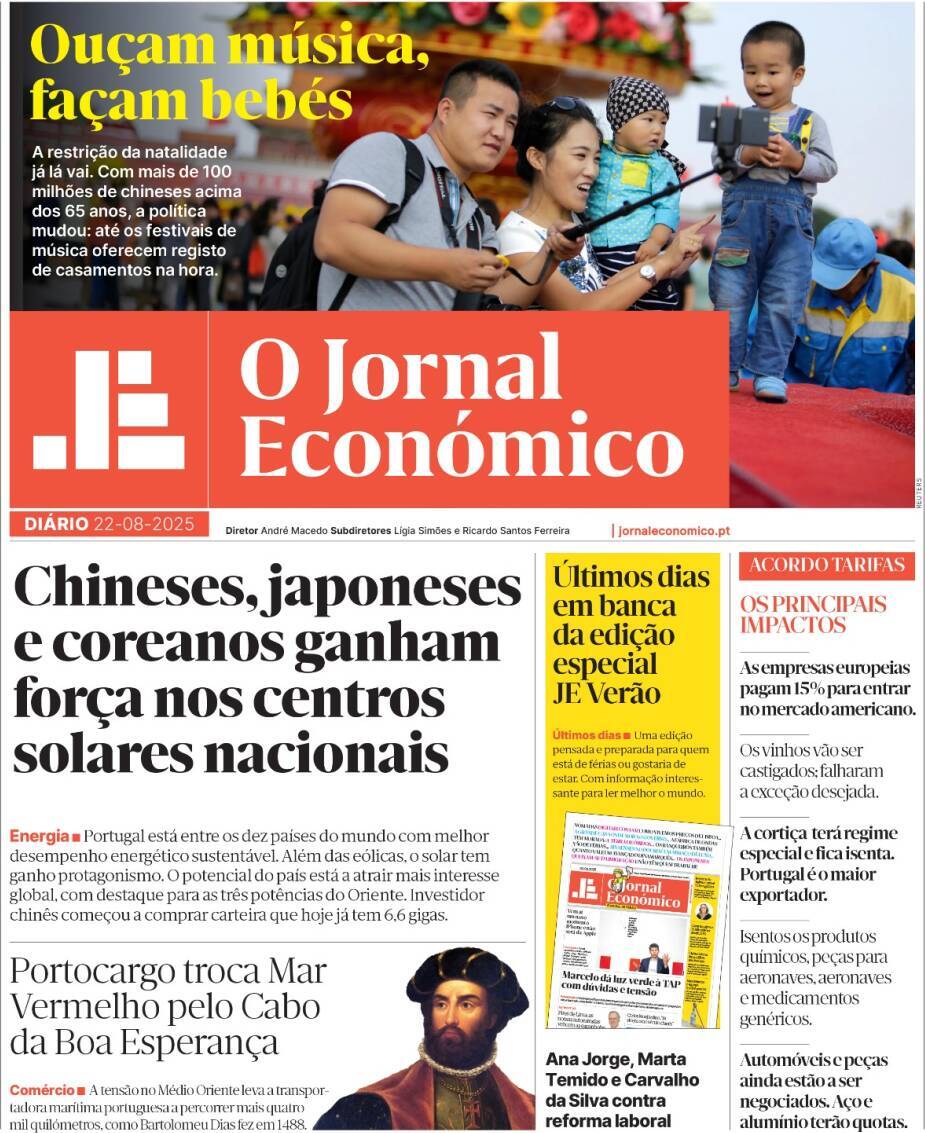 Ouçam música,
façam bebés
A restrição da natalidade
já lá vai. Com mais de 100
milhões de chineses acima
dos 65 anos, a política
mudou: até os festivais de
música oferecem registo
de casamentos na hora.
JE
O Jornal
Económico
REUTERS
DIÁRIO 22-08-2025
Diretor André Macedo Subdiretores Lígia Simões e Ricardo Santos Ferreira
| jornaleconomico.pt
Chineses, japoneses
e coreanos ganham
força nos centros
solares nacionais
Energia ■ Portugal está entre os dez países do mundo com melhor
desempenho energético sustentável. Além das eólicas, o solar tem
ganho protagonismo. O potencial do país está a atrair mais interesse
global, com destaque para as três potências do Oriente. Investidor
chinês começou a comprar carteira que hoje já tem 6,6 gigas.
Portocargo troca Mar
Vermelho pelo Cabo
da Boa Esperança
Comércio ■ A tensão no Médio Oriente leva a transpor-
tadora marítima portuguesa a percorrer mais quatro
mil quilómetros, como Bartolomeu Dias fez em 1488.
Últimos dias
em banca
da edição
especial
JE Verão
Últimos dias ■ Uma edição
pensada e preparada para quem
está de férias ou gostaria de
estar. Com informação interes-
sante para ler melhor o mundo.
O Jornal
Económico
Marcelo dá luz verde à TAP
com dúvidas e tensão
Ana Jorge, Marta
Temido e Carvalho
da Silva contra
reforma laboral
ACORDO TARIFAS
OS PRINCIPAIS
IMPACTOS
As empresas europeias
pagam 15% para entrar
no mercado americano.
Os vinhos vão ser
castigados; falharam
a exceção desejada.
A cortiça terá regime
especial e fica isenta.
Portugal é o maior
exportador.
Isentos os produtos
químicos, peças para
aeronaves, aeronaves
e medicamentos
genéricos.
Automóveis e peças
ainda estão a ser
negociados. Aço e
alumínio terão quotas.